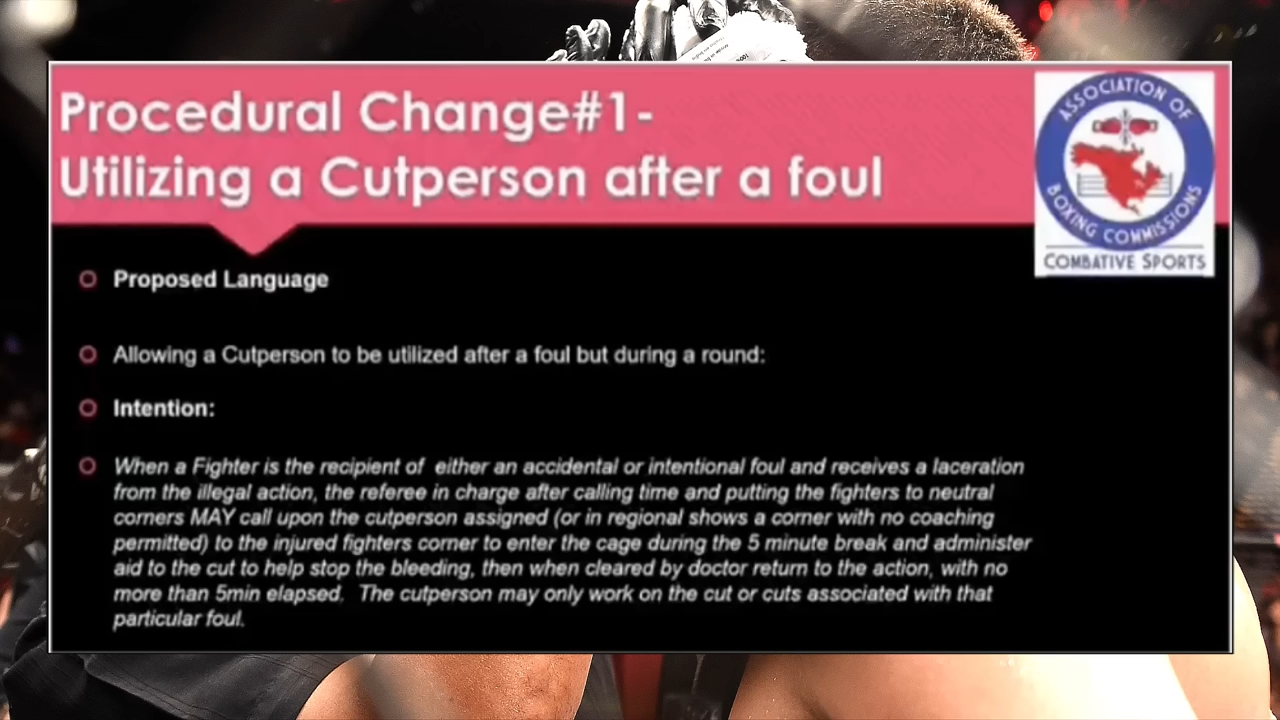 Procedural Change#1-
Utilizing a Cutperson after a foul
ASSOCIATION OF
BOXING COMMISSIONS
COMBATIVE SPORTS
Proposed Language
Allowing a Cutperson to be utilized after a foul but during a round:
Intention:
When a Fighter is the recipient of either an accidental or intentional foul and receives a laceration
from the illegal action, the referee in charge after calling time and putting the fighters to neutral
corners MAY call upon the cutperson assigned (or in regional shows a corner with no coaching
permitted) to the injured fighters corner to enter the cage during the 5 minute break and administer
aid to the cut to help stop the bleeding, then when cleared by doctor return to the action, with no
more than 5min elapsed. The cutperson may only work on the cut or cuts associated with that
particular foul.